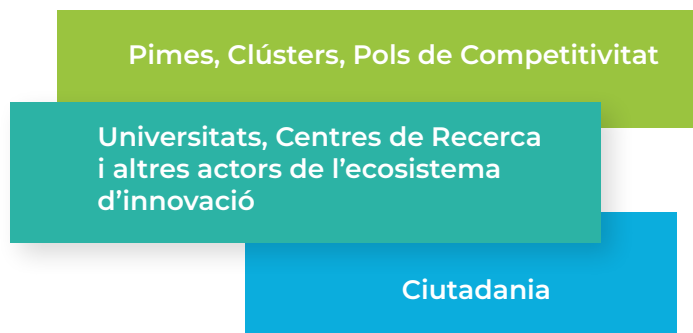 Pimes, Clústers, Pols de Competitivitat
Universitats, Centres de Recerca
i altres actors de l’ecosistema
d’innovació
Ciutadania